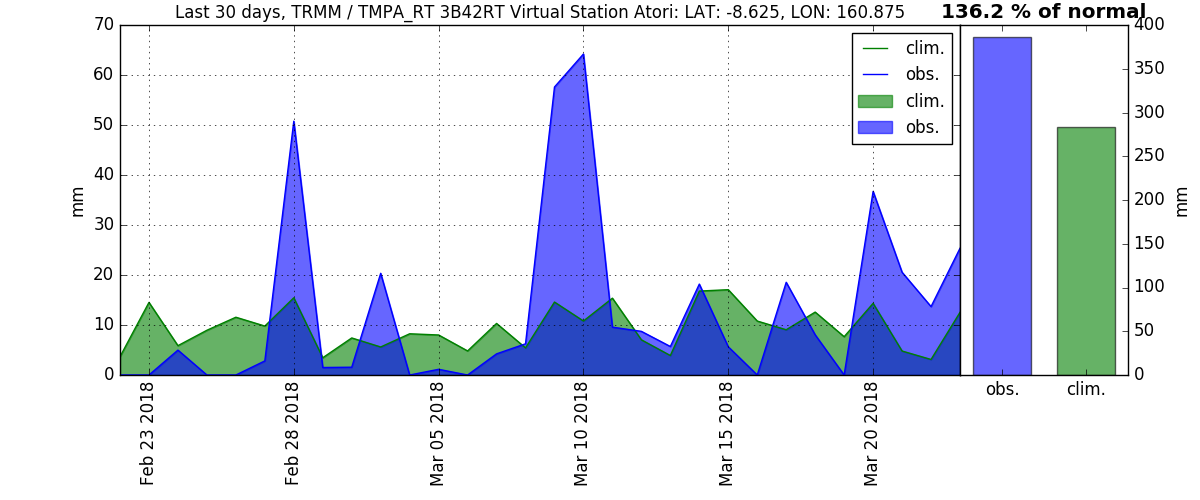 Last 30 days, TRMM / TMPA_RT 3B42RT Virtual Station Atori: LAT: -8.625, LON: 160.875
136.2 % of normal
70
60
50
40
30
20
10
0
mm
clim.
obs.
clim.
obs.
400
350
300
250
200
150
100
50
0
mm
Feb 23 2018
Feb 28 2018
Mar 05 2018
Mar 10 2018
Mar 15 2018
Mar 20 2018
obs.
clim.